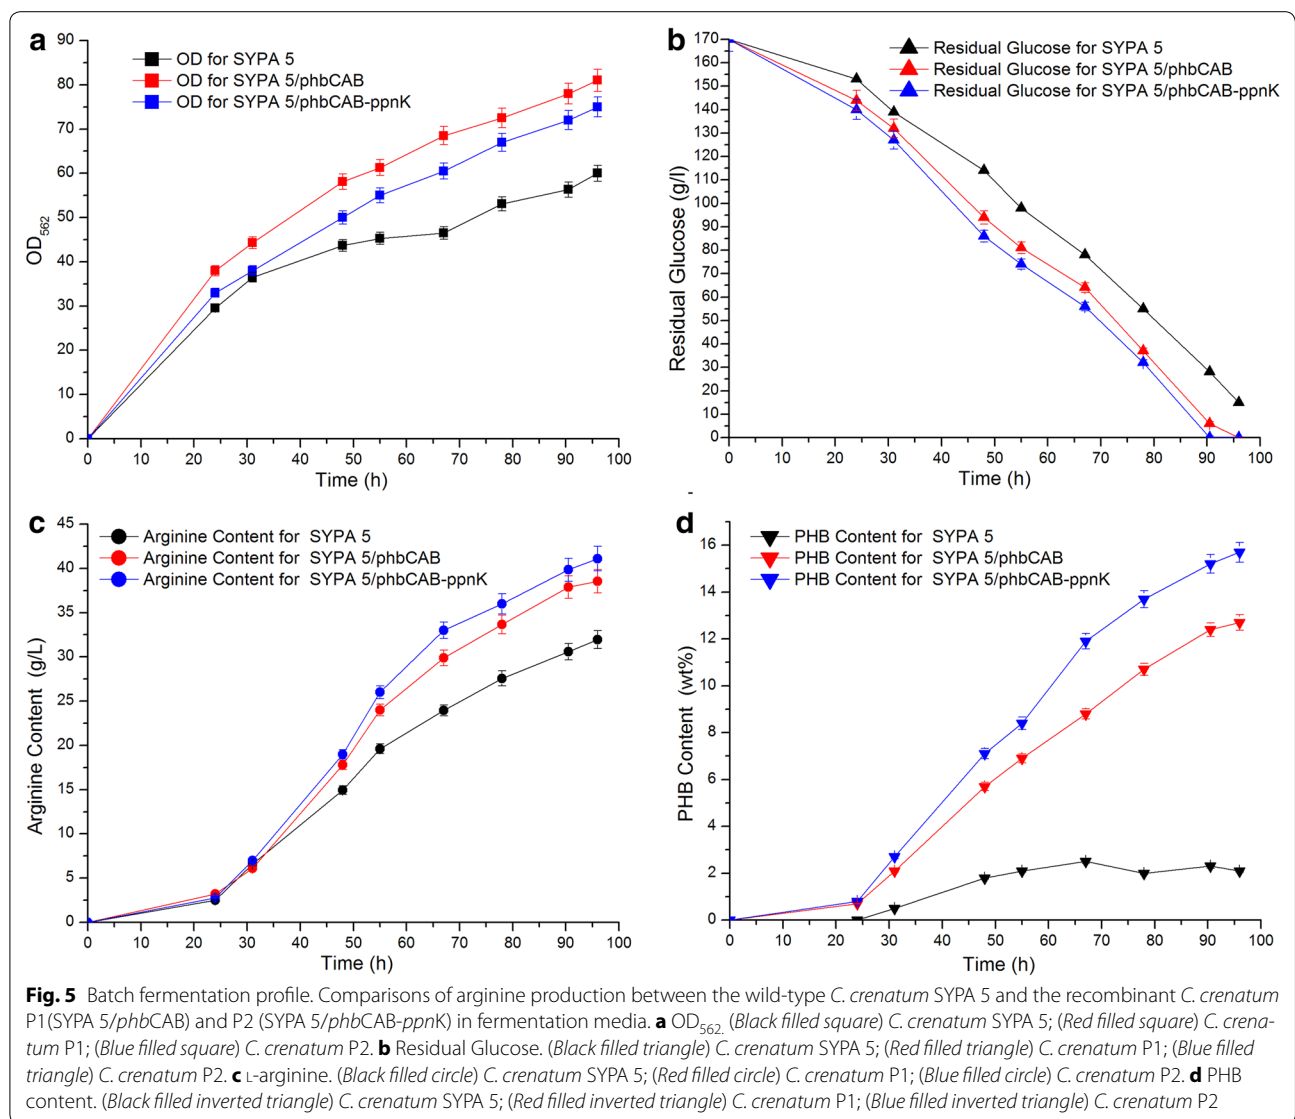 a
90
80
70
60
50
40
30
20
10
0
OD562
OD for SYPA 5
OD for SYPA 5/phbCAB
OD for SYPA 5/phbCAB-ppnK
0 10 20 30 40 50 60 70 80 90 100
Time (h)
b
170
160
150
140
130
120
110
100
90
80
70
60
50
40
30
20
10
0
Residual Glucose (g/l)
Residual Glucose for SYPA 5
Residual Glucose for SYPA 5/phbCAB
Residual Glucose for SYPA 5/phbCAB-ppnK
0 10 20 30 40 50 60 70 80 90 100
Time (h)
c
45
40
35
30
25
20
15
10
5
0
Arginine Content (g/L)
Arginine Content for SYPA 5
Arginine Content for SYPA 5/phbCAB
Arginine Content for SYPA 5/phbCAB-ppnK
0 10 20 30 40 50 60 70 80 90 100
Time (h)
-
d
16
14
12
10
8
6
4
2
0
PHB Content (wt%)
PHB Content for SYPA 5
PHB Content for SYPA 5/phbCAB
PHB Content for SYPA 5/phbCAB-ppnK
0 10 20 30 40 50 60 70 80 90 100
Time (h)
Fig. 5 Batch fermentation profile. Comparisons of arginine production between the wild-type C. crenatum SYPA 5 and the recombinant C. crenatum
P1(SYPA 5/phbCAB) and P2 (SYPA 5/phbCAB-ppnK) in fermentation media. a OD562. (Black filled square) C. crenatum SYPA 5; (Red filled square) C. crena-
tum P1; (Blue filled square) C. crenatum P2. b Residual Glucose. (Black filled triangle) C. crenatum SYPA 5; (Red filled triangle) C. crenatum P1; (Blue filled
triangle) C. crenatum P2. c L-arginine. (Black filled circle) C. crenatum SYPA 5; (Red filled circle) C. crenatum P1; (Blue filled circle) C. crenatum P2. d PHB
content. (Black filled inverted triangle) C. crenatum SYPA 5; (Red filled inverted triangle) C. crenatum P1; (Blue filled inverted triangle) C. crenatum P2